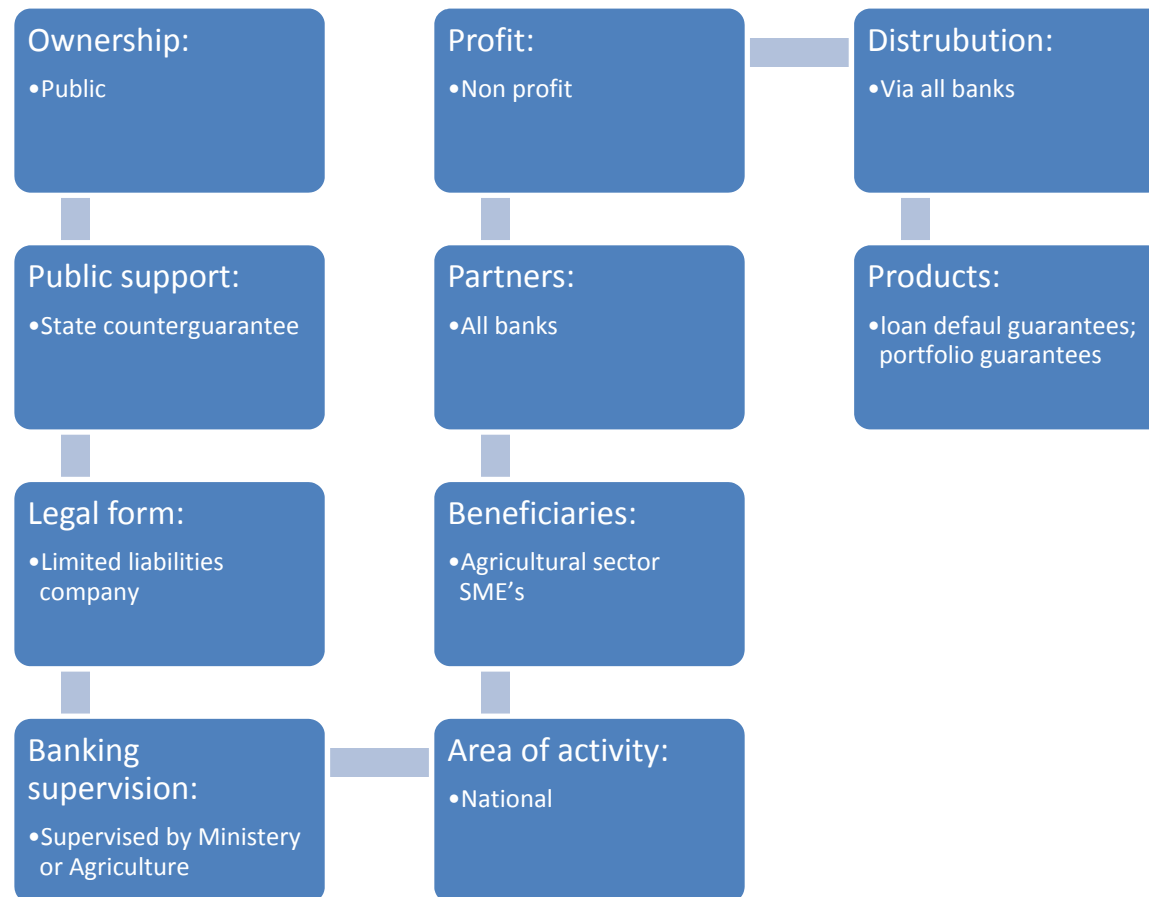 Ownership:
•Public
Public support:
•State counterguarantee
Legal form:
•Limited liabilities
company
Banking
supervision:
•Supervised by Ministery
or Agriculture
Area of activity:
•National
Beneficiaries:
•Agricultural sector
SME’s
Partners:
•All banks
Profit:
•Non profit
Distrubution:
•Via all banks
Products:
•loan defaul guarantees;
portfolio guarantees